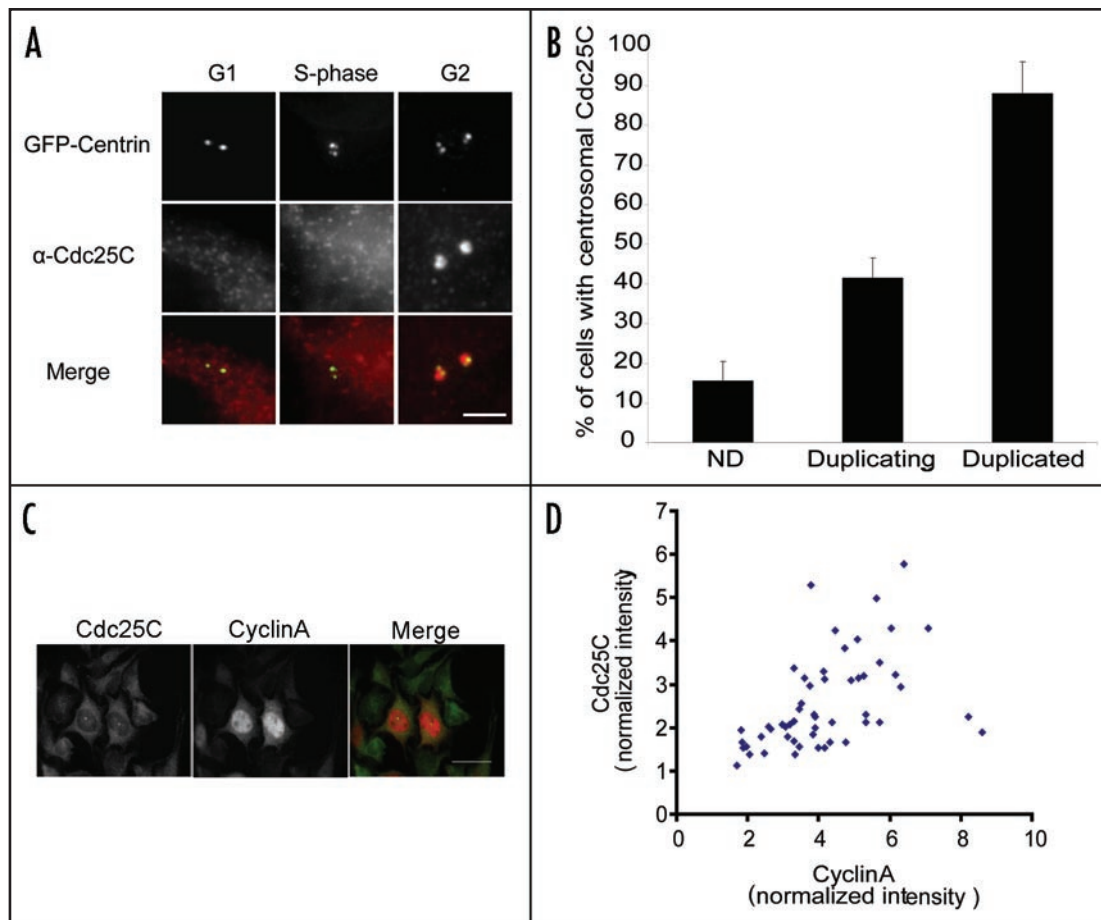 A
G1 S-phase G2
GFP-Centrin
α-Cdc25C
Merge
B
% of cells with centrosomal Cdc25C
100
90
80
70
60
50
40
30
20
10
0
ND Duplicating Duplicated
C
Cdc25C CyclinA Merge
D
Cdc25C
(normalized intensity)
7
6
5
4
3
2
1
0
0 2 4 6 8 10
CyclinA
(normalized intensity )